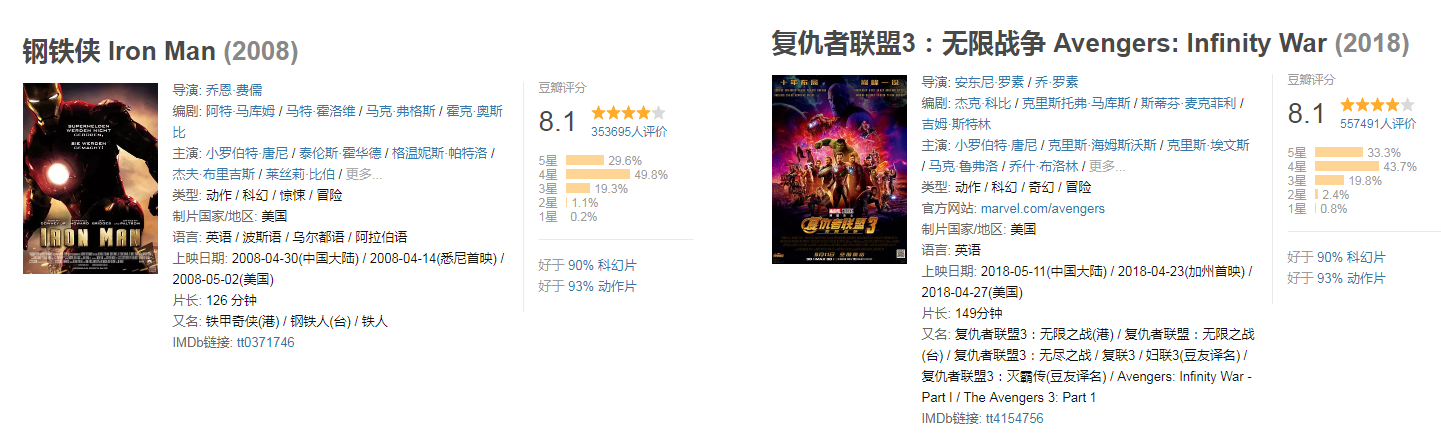 钢铁侠 Iron Man (2008)
SUPERHELDEN
WERDEN NICHT
GEBOREN,
SIE WERDEN
GEMACHT!
DOWNEY JR. HOWARD BRIDGES PALTROW
IRON MAN
导演: 乔恩·费儒
编剧: 阿特·马库姆 / 马特·霍洛维 / 马克·弗格斯 / 霍克·奥斯
比
主演: 小罗伯特·唐尼 / 泰伦斯·霍华德 / 格温妮斯·帕特洛 /
杰夫·布里吉斯 / 莱丝莉·比伯 / 更多...
类型: 动作 / 科幻 / 惊悚 / 冒险
制片国家/地区: 美国
语言: 英语 / 波斯语 / 乌尔都语 / 阿拉伯语
上映日期: 2008-04-30(中国大陆) / 2008-04-14(悉尼首映) /
2008-05-02(美国)
片长: 126 分钟
又名: 铁甲奇侠(港) / 钢铁人(台) / 铁人
IMDb链接: tt0371746
豆瓣评分
8.1
353695人评价
5星 29.6%
4星 49.8%
3星 19.3%
2星 1.1%
1星 0.2%
好于 90% 科幻片
好于 93% 动作片
复仇者联盟3：无限战争 Avengers: Infinity War (2018)
十年布局 巅峰一役
MARVEL STUDIOS
复仇者联盟3
5月11日 全国献映
导演: 安东尼·罗素 / 乔·罗素
编剧: 杰克·科比 / 克里斯托弗·马库斯 / 斯蒂芬·麦克菲利 /
吉姆·斯特林
主演: 小罗伯特·唐尼 / 克里斯·海姆斯沃斯 / 克里斯·埃文斯
/ 马克·鲁弗洛 / 乔什·布洛林 / 更多...
类型: 动作 / 科幻 / 奇幻 / 冒险
官方网站: marvel.com/avengers
制片国家/地区: 美国
语言: 英语
上映日期: 2018-05-11(中国大陆) / 2018-04-23(加州首映) /
2018-04-27(美国)
片长: 149分钟
又名: 复仇者联盟3：无限之战(港) / 复仇者联盟：无限之战
(台) / 复仇者联盟3：无尽之战 / 复联3 / 妇联3(豆友译名) /
复仇者联盟3：灭霸传(豆友译名) / Avengers: Infinity War -
Part I / The Avengers 3: Part 1
IMDb链接: tt4154756
豆瓣评分
8.1
557491人评价
5星 33.3%
4星 43.7%
3星 19.8%
2星 2.4%
1星 0.8%
好于 90% 科幻片
好于 93% 动作片